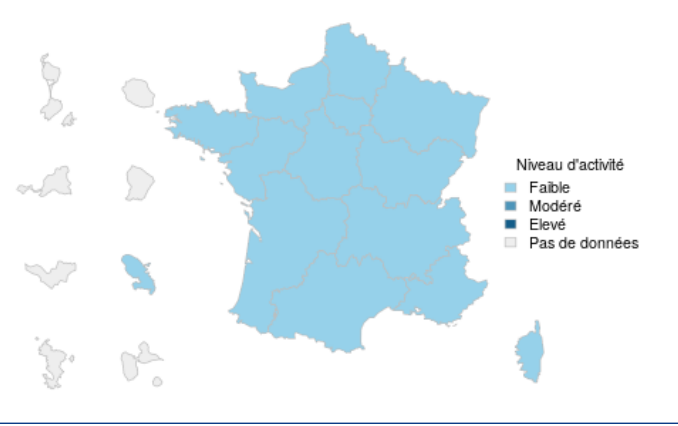 Niveau d'activité
Faible
Modéré
Elevé
Pas de données